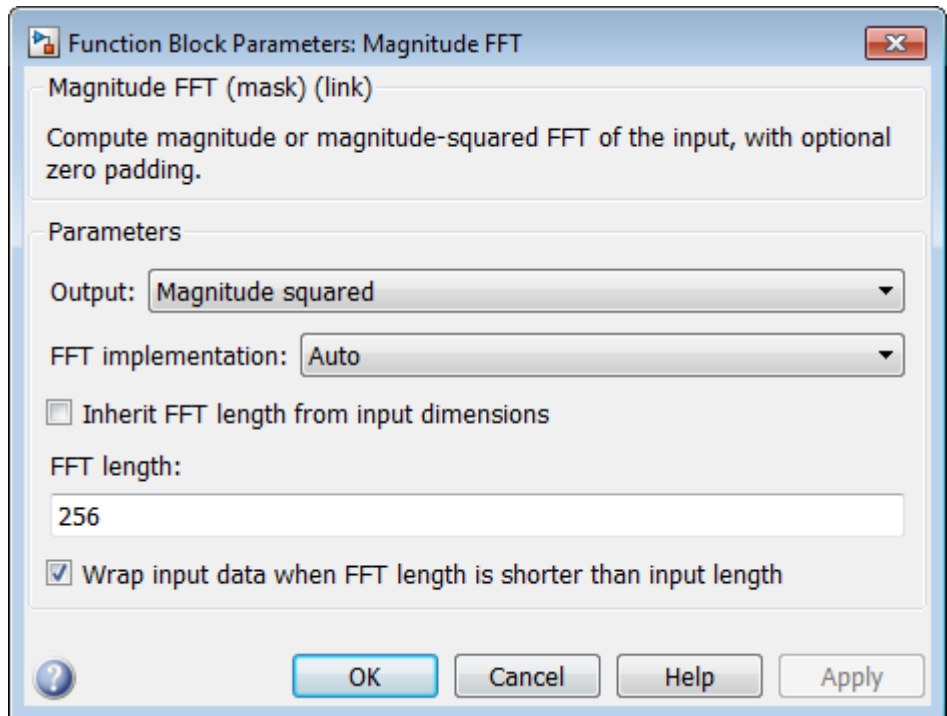 Function Block Parameters: Magnitude FFT
Magnitude FFT (mask) (link)
Compute magnitude or magnitude-squared FFT of the input, with optional
zero padding.
Parameters
Output: Magnitude squared
FFT implementation: Auto
Inherit FFT length from input dimensions
FFT length:
256
Wrap input data when FFT length is shorter than input length
? OK Cancel Help Apply